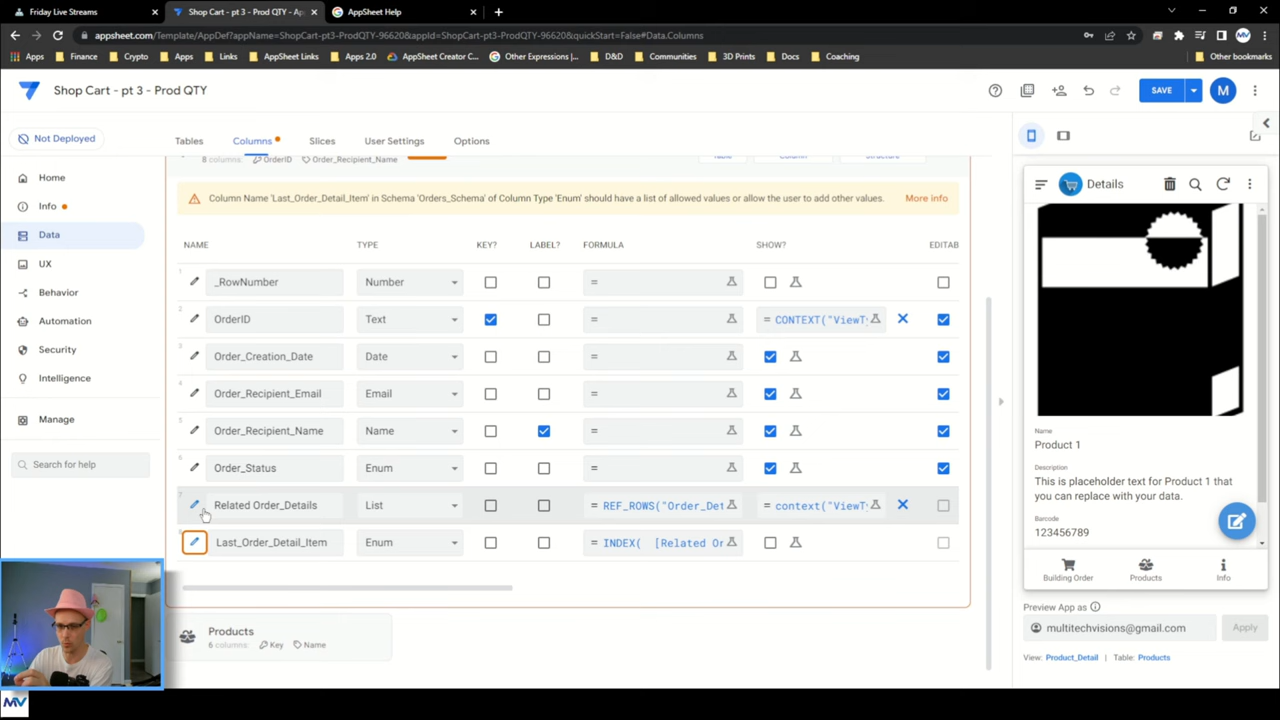 Friday Live Streams
Shop Cart - pt 3 - Prod QTY - Ap
AppSheet Help
appsheet.com/Template/AppDef?appName=ShopCart-pt3-ProdQTY-96620&appId=ShopCart-pt3-ProdQTY-96620&quickStart=False#Data.Columns
Apps Finance Crypto Apps Links AppSheet Links Apps 2.0 AppSheet Creator C... Other Expressions |... D&D Communities 3D Prints Docs Coaching Other bookmarks
Shop Cart - pt 3 - Prod QTY
SAVE
M
Not Deployed
Tables Columns Slices User Settings Options
Home
Info
Data
UX
Behavior
Automation
Security
Intelligence
Manage
Search for help
8 columns: OrderID Order_Recipient_Name
Column Name 'Last_Order_Detail_Item' in Schema 'Orders_Schema' of Column Type 'Enum' should have a list of allowed values or allow the user to add other values. More info
NAME TYPE KEY? LABEL? FORMULA SHOW? EDITAB
1 _RowNumber Number =
2 OrderID Text = = CONTEXT("ViewT
3 Order_Creation_Date Date =
4 Order_Recipient_Email Email =
5 Order_Recipient_Name Name =
6 Order_Status Enum =
7 Related Order_Details List = REF_ROWS("Order_Det = context("ViewT
Last_Order_Detail_Item Enum = INDEX( [Related Or
Products
6 columns: Key Name
Details
Name
Product 1
Description
This is placeholder text for Product 1 that
you can replace with your data.
Barcode
123456789
Building Order Products Info
Preview App as
multitechvisions@gmail.com Apply
View: Product_Detail | Table: Products
MV